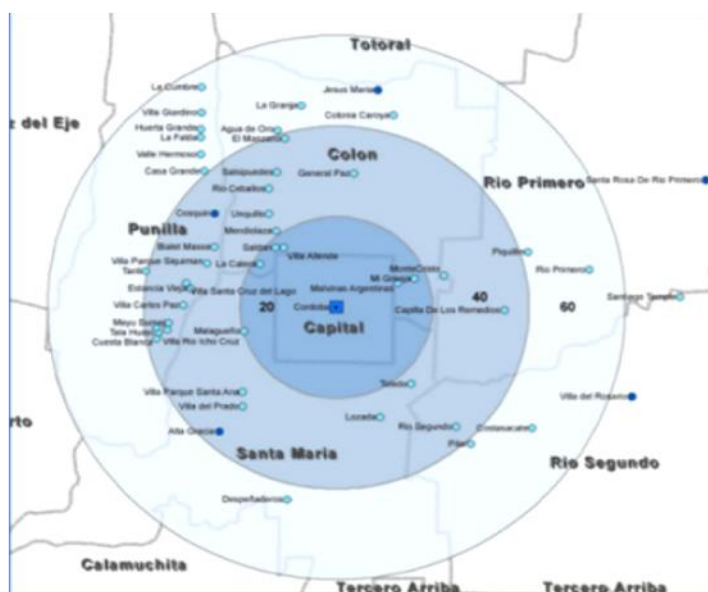 Totoral
La Cumbre
Jesus Maria
La Granja
Villa Giardino
Colonia Caroya
z del Eje
Huerta Grande
Agua de Oro
La Falda
El Manzano
Valle Hermoso
Colon
Casa Grande
Salsipuedes
General Paz
Rio Primero
Santa Rosa De Rio Primero
Rio Ceballos
Cosquin
Unquillo
Punilla
Mendiolaza
Bialet Masse
Saldan
Villa Allende
Piquillin
Villa Parque Siquiman
La Calera
Tanti
MonteCristo
Rio Primero
Mi Granja
Estancia Vieja
Malvinas Argentinas
Villa Santa Cruz del Lago
Santiago Temple
20
40
60
Villa Carlos Paz
Cordoba
Capilla De Los Remedios
Mayu Sumaj
Capital
Tala Huasi
Malagueño
Cuesta Blanca
Villa Rio Icho Cruz
Toledo
Villa Parque Santa Ana
Villa del Rosario
Villa del Prado
Lozada
rto
Alta Gracia
Rio Segundo
Pilar
Santa Maria
Rio Segundo
Despeñaderos
Calamuchita
Tercero Arriba
Tercero Arriba